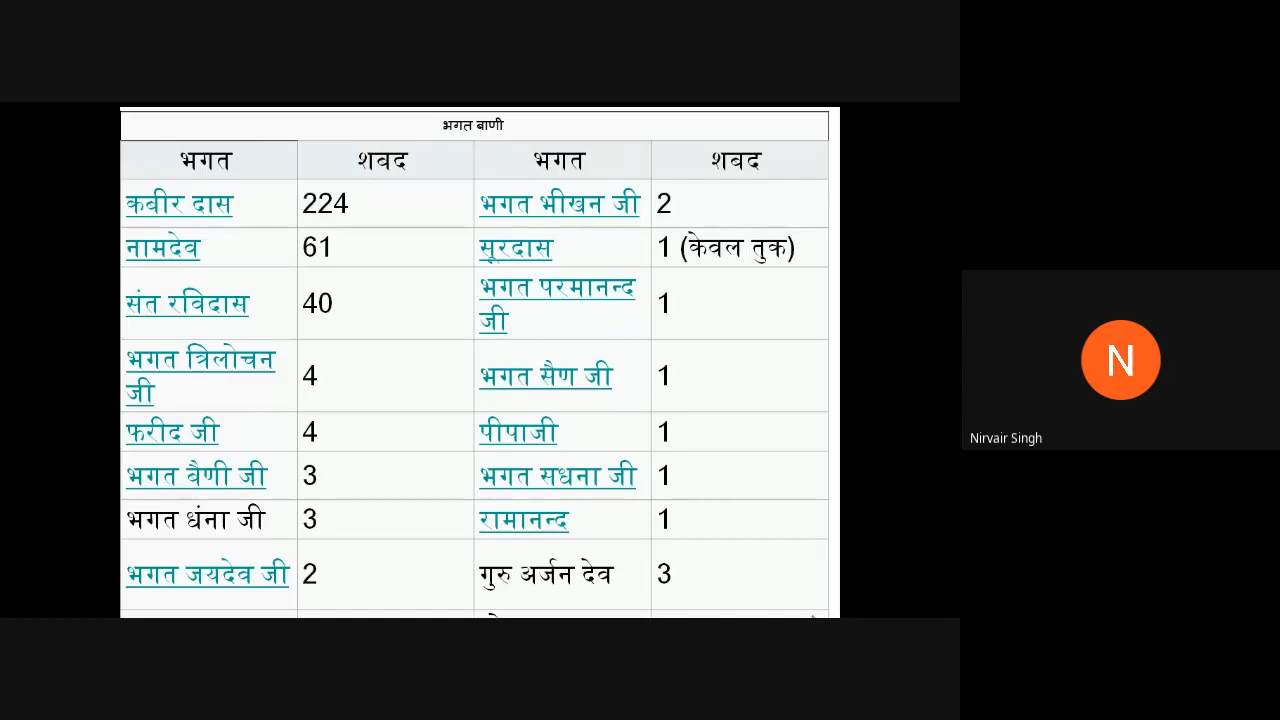 भगत बाणी
भगत शबद भगत शबद
कबीर दास 224 भगत भीखन जी 2
नामदेव 61 सूरदास 1 (केवल तुक)
संत रविदास 40 भगत परमानन्द जी 1
भगत त्रिलोचन जी 4 भगत सैण जी 1
फरीद जी 4 पीपाजी 1
भगत बैणी जी 3 भगत सधना जी 1
भगत धंना जी 3 रामानन्द 1
भगत जयदेव जी 2 गुरु अर्जन देव 3
N
Nirvair Singh